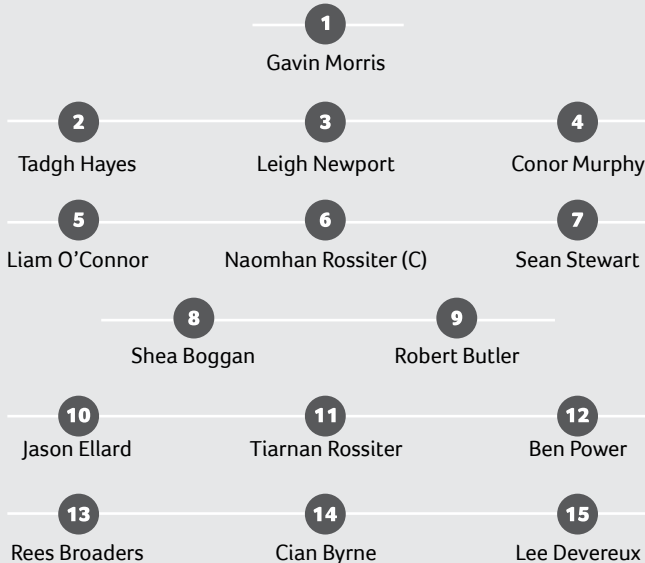 1
Gavin Morris
2 3 4
Tadgh Hayes Leigh Newport Conor Murphy
5 6 7
Liam O’Connor Naomhan Rossiter (C) Sean Stewart
8 9
Shea Boggan Robert Butler
10 11 12
Jason Ellard Tiarnan Rossiter Ben Power
13 14 15
Rees Broaders Cian Byrne Lee Devereux